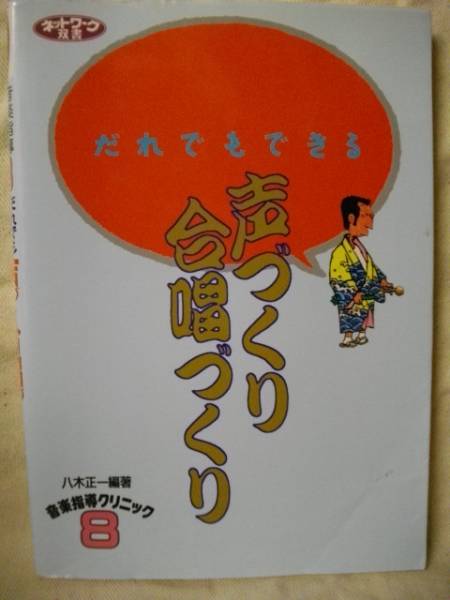 ネットワーク
双書
だれでもできる
声づくり
合唱づくり
八木正一編著
音楽指導クリニック
8